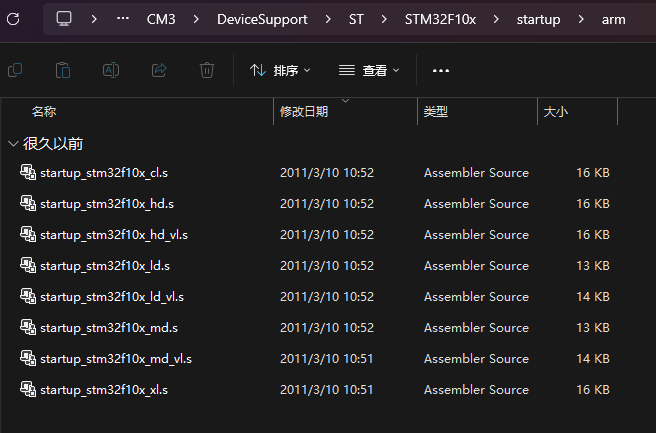 … CM3 DeviceSupport ST STM32F10x startup arm
排序 查看 •••
名称 修改日期 类型 大小
很久以前
startup_stm32f10x_cl.s 2011/3/10 10:52 Assembler Source 16 KB
startup_stm32f10x_hd.s 2011/3/10 10:52 Assembler Source 16 KB
startup_stm32f10x_hd_vl.s 2011/3/10 10:52 Assembler Source 16 KB
startup_stm32f10x_ld.s 2011/3/10 10:52 Assembler Source 13 KB
startup_stm32f10x_ld_vl.s 2011/3/10 10:52 Assembler Source 14 KB
startup_stm32f10x_md.s 2011/3/10 10:52 Assembler Source 13 KB
startup_stm32f10x_md_vl.s 2011/3/10 10:51 Assembler Source 14 KB
startup_stm32f10x_xl.s 2011/3/10 10:51 Assembler Source 16 KB